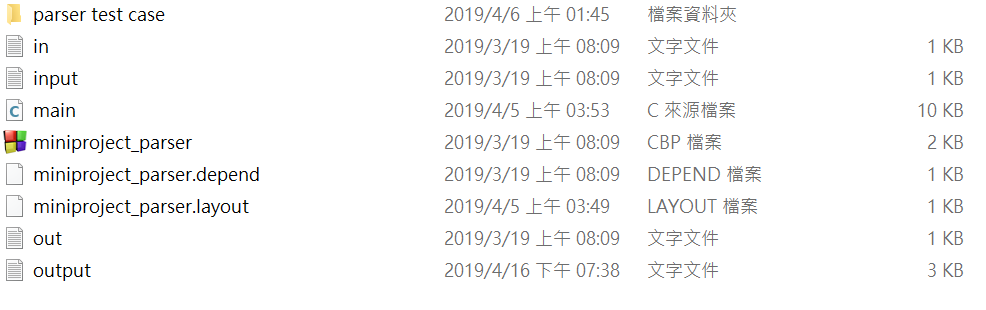 parser test case 2019/4/6 上午 01:45 檔案資料夾
in 2019/3/19 上午 08:09 文字文件 1 KB
input 2019/3/19 上午 08:09 文字文件 1 KB
main 2019/4/5 上午 03:53 C 來源檔案 10 KB
miniproject_parser 2019/3/19 上午 08:09 CBP 檔案 2 KB
miniproject_parser.depend 2019/3/19 上午 08:09 DEPEND 檔案 1 KB
miniproject_parser.layout 2019/4/5 上午 03:49 LAYOUT 檔案 1 KB
out 2019/3/19 上午 08:09 文字文件 1 KB
output 2019/4/16 下午 07:38 文字文件 3 KB